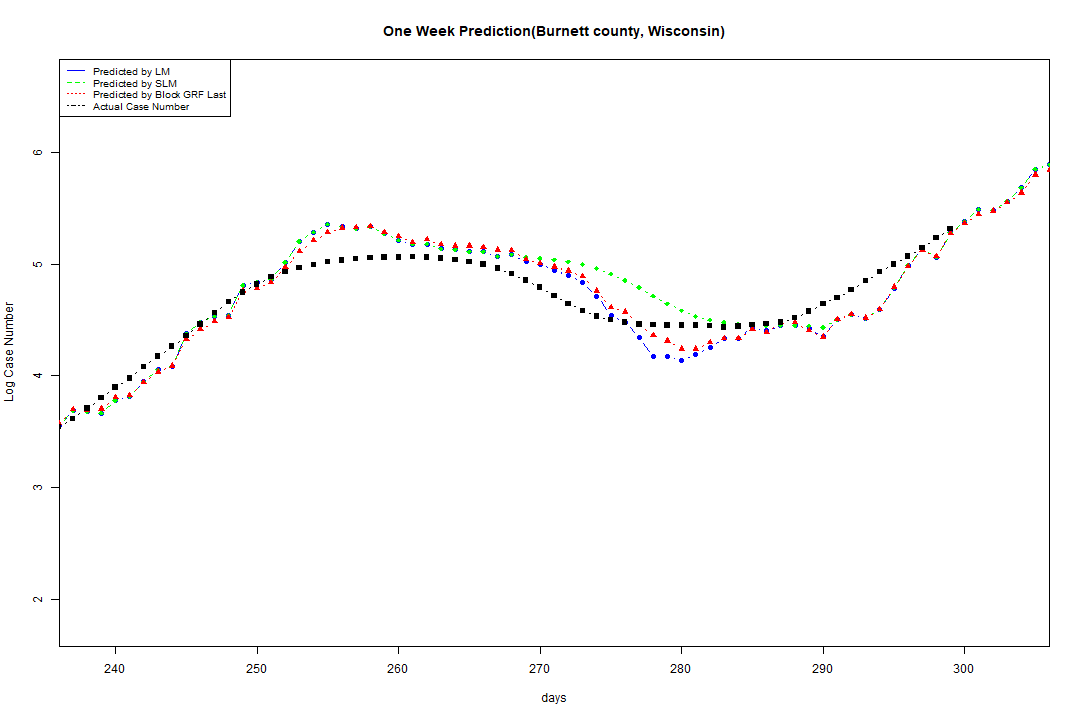 One Week Prediction(Burnett county, Wisconsin)
Predicted by LM
Predicted by SLM
Predicted by Block GRF Last
Actual Case Number
6
5
4
3
2
Log Case Number
240 250 260 270 280 290 300
days